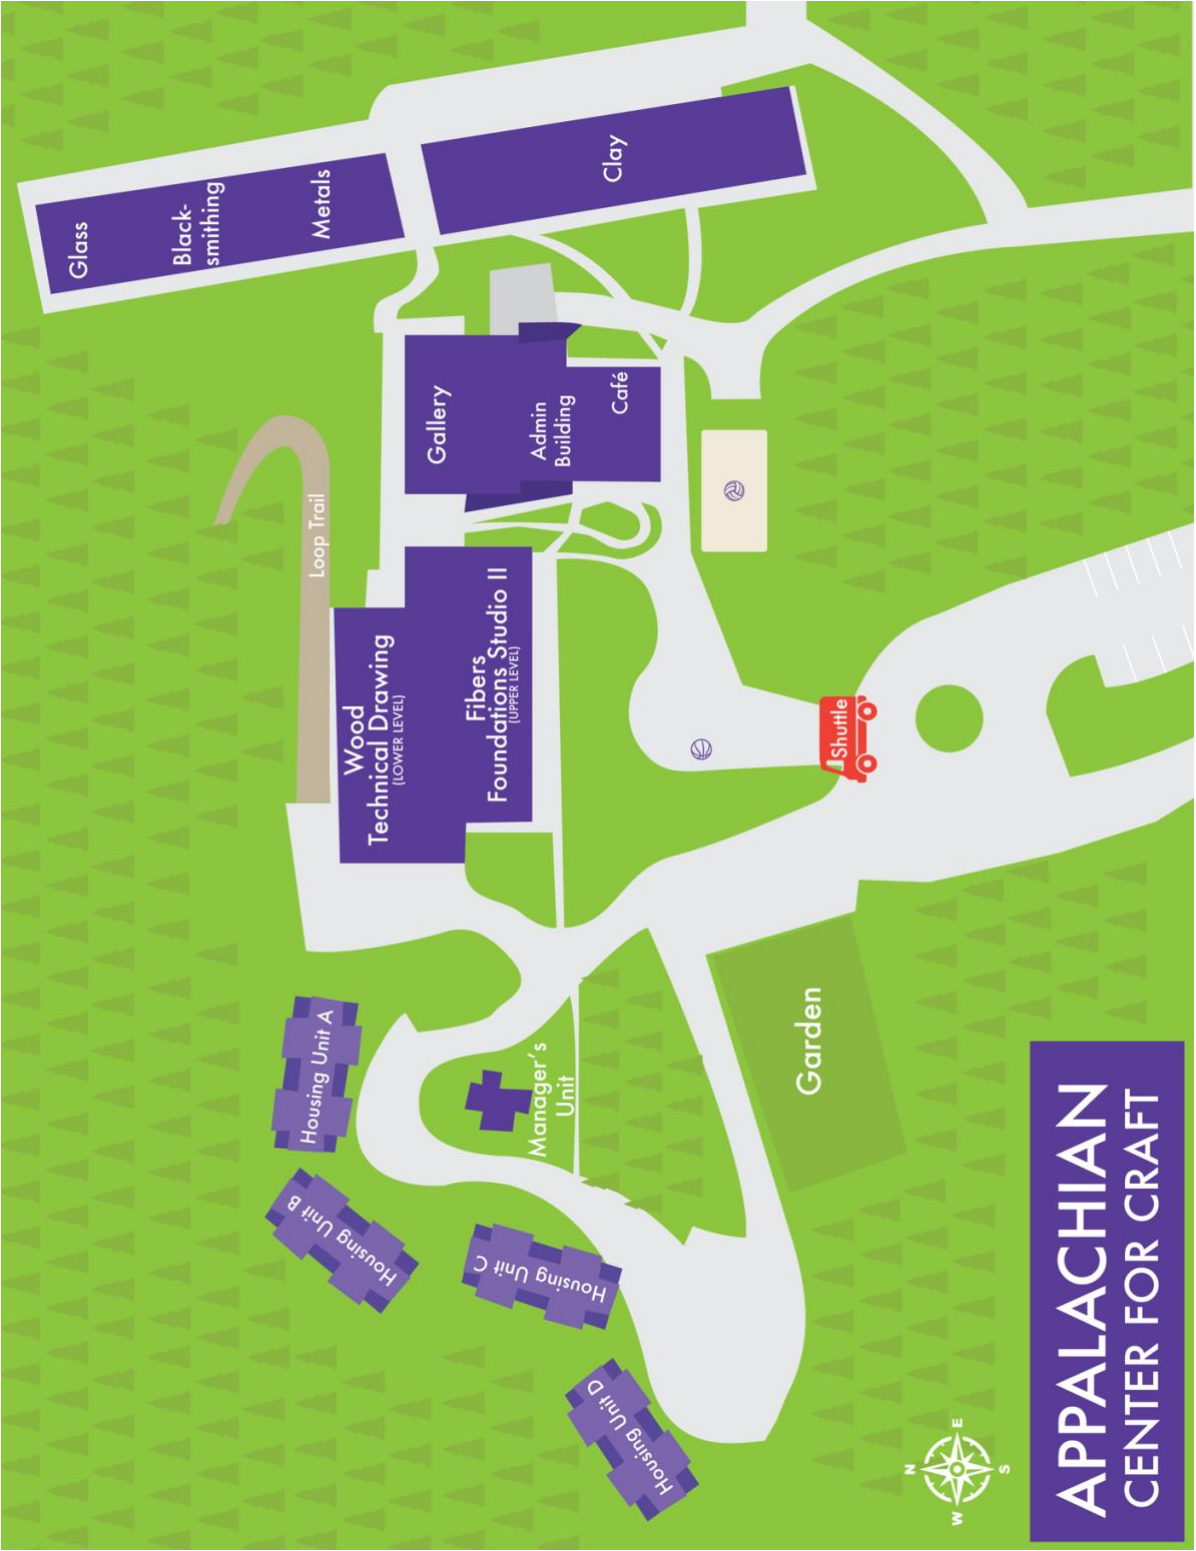 Glass
Black-
smithing
Metals
Clay
Gallery
Admin
Building
Café
Loop Trail
Wood
Technical Drawing
(LOWER LEVEL)
Fibers
Foundations Studio II
(UPPER LEVEL)
Shuttle
Housing Unit A
Housing Unit B
Housing Unit C
Housing Unit D
Manager's
Unit
Garden
N
E
S
W
APPALACHIAN
CENTER FOR CRAFT